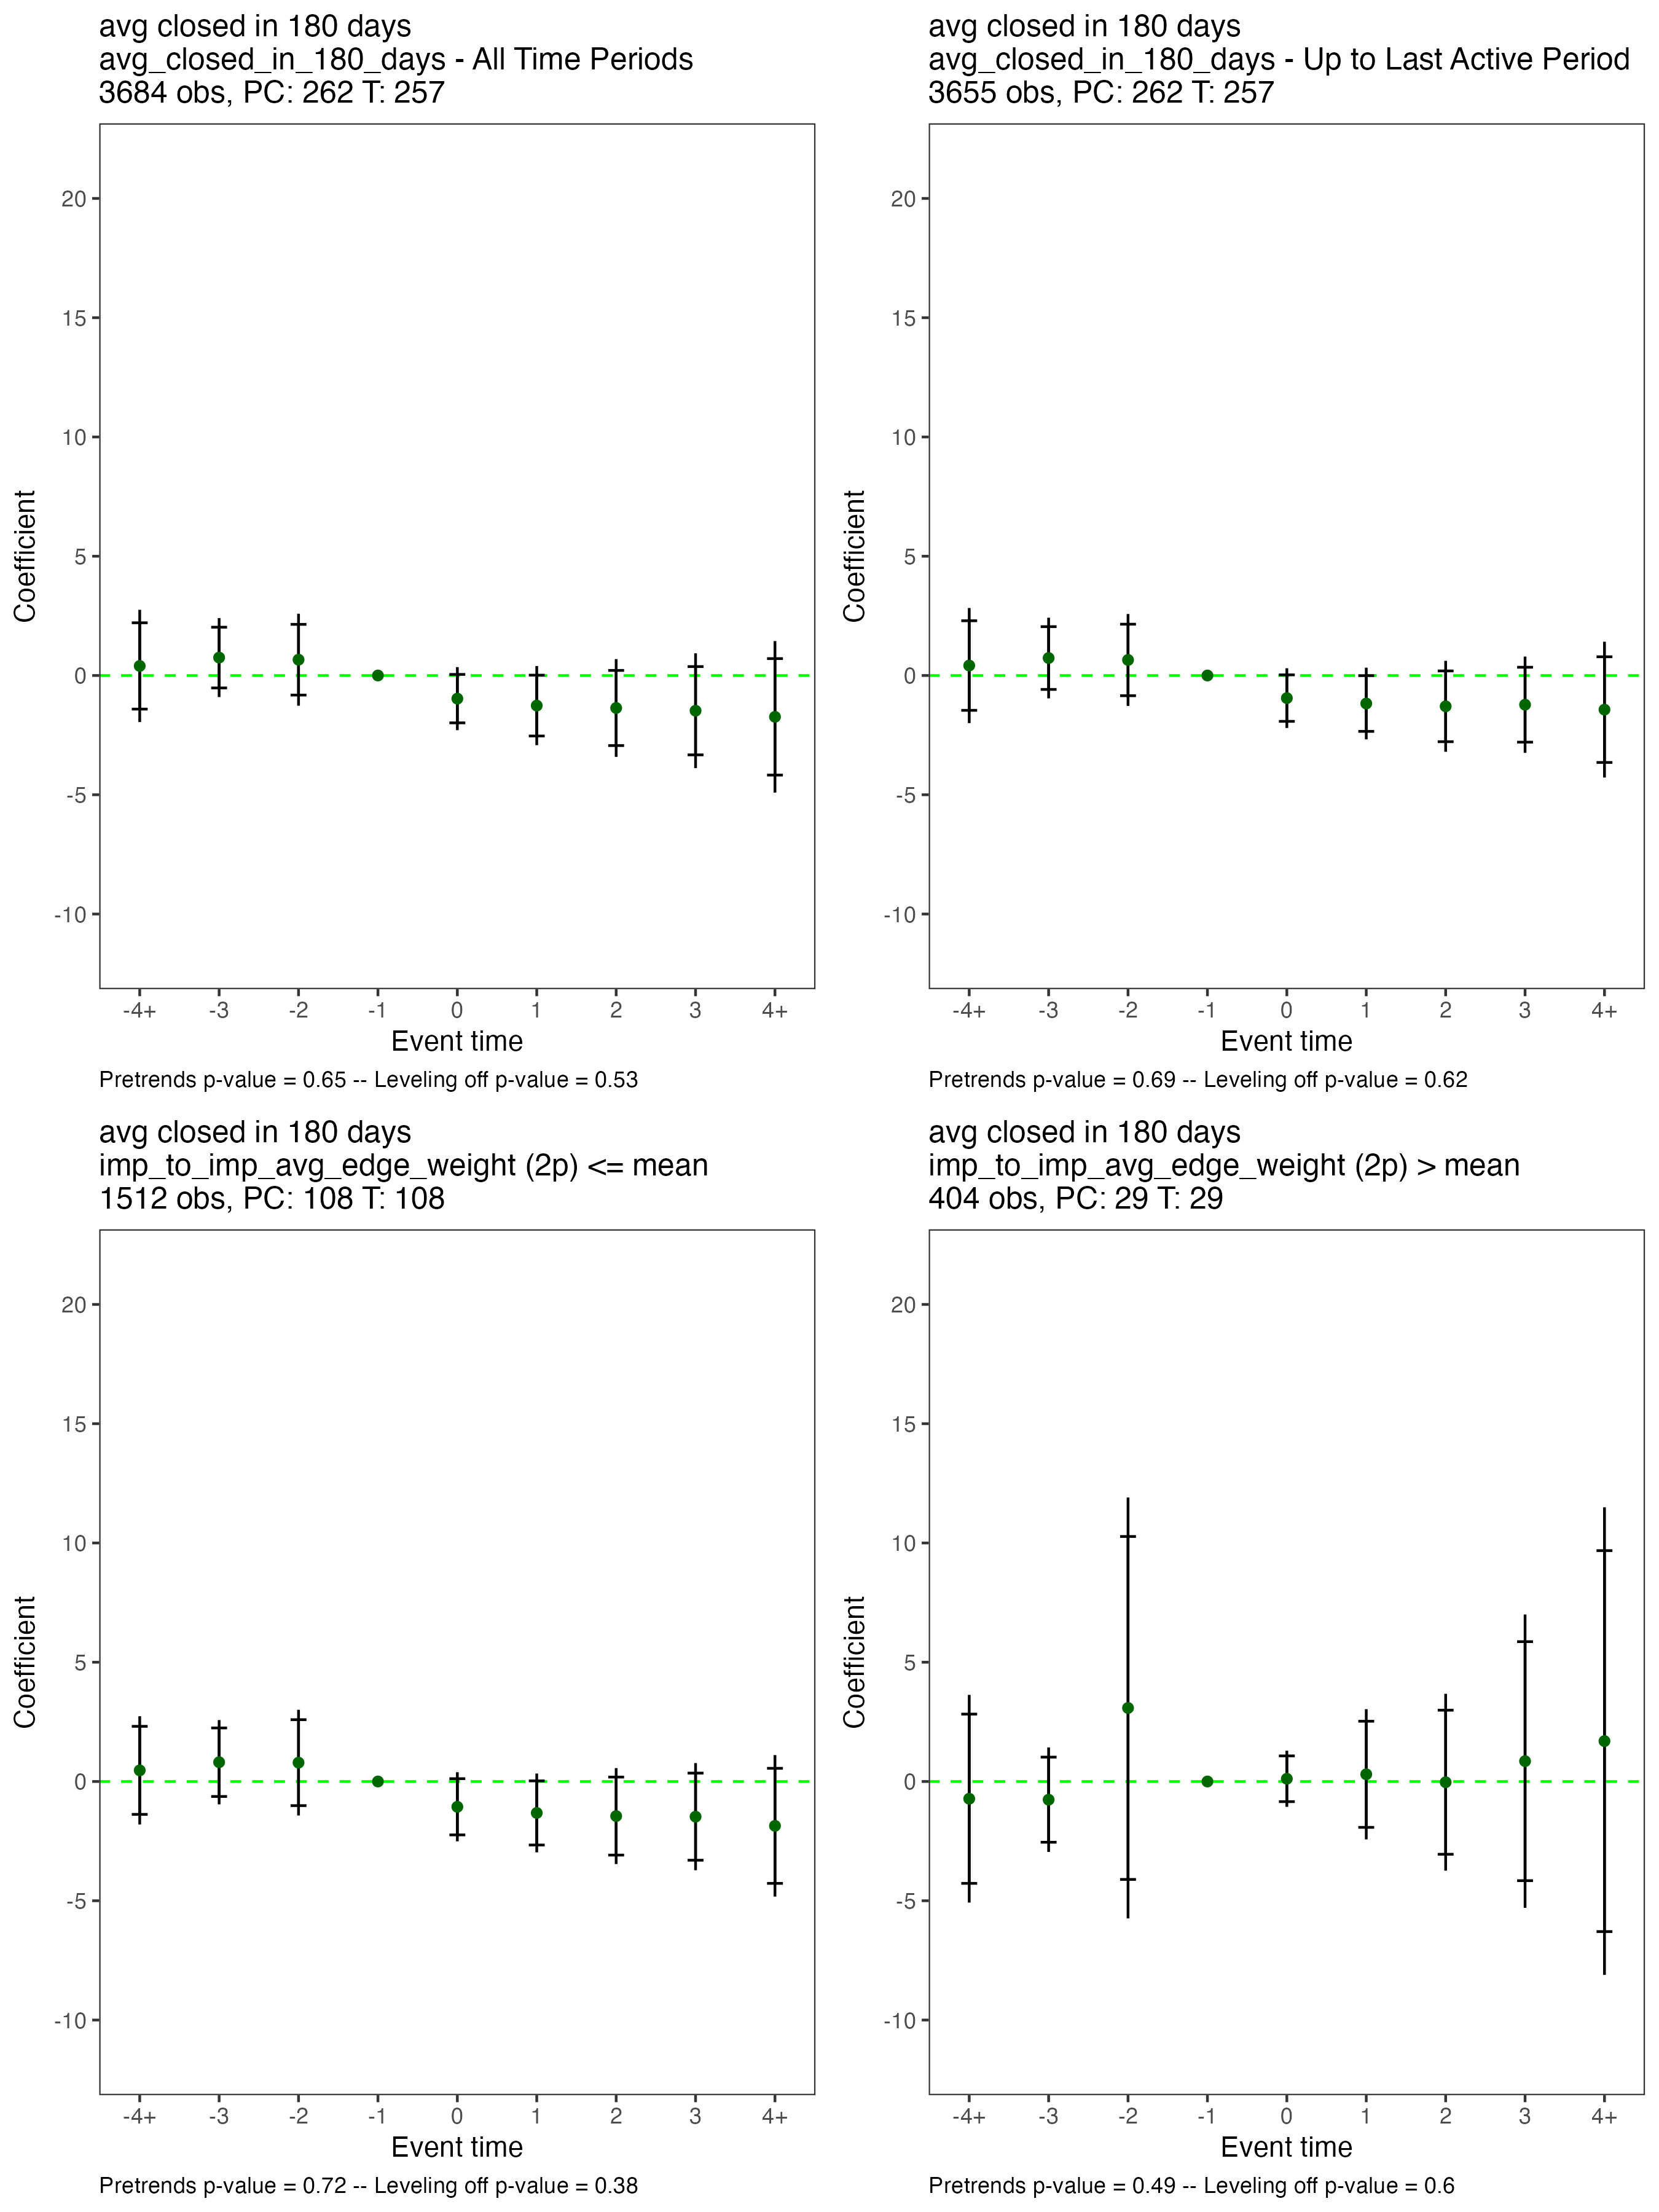 avg closed in 180 days
avg_closed_in_180_days - All Time Periods
3684 obs, PC: 262 T: 257
Coefficient
20
15
10
5
0
-5
-10
-4+ -3 -2 -1 0 1 2 3 4+
Event time
Pretrends p-value = 0.65 -- Leveling off p-value = 0.53
avg closed in 180 days
avg_closed_in_180_days - Up to Last Active Period
3655 obs, PC: 262 T: 257
Coefficient
20
15
10
5
0
-5
-10
-4+ -3 -2 -1 0 1 2 3 4+
Event time
Pretrends p-value = 0.69 -- Leveling off p-value = 0.62
avg closed in 180 days
imp_to_imp_avg_edge_weight (2p) <= mean
1512 obs, PC: 108 T: 108
Coefficient
20
15
10
5
0
-5
-10
-4+ -3 -2 -1 0 1 2 3 4+
Event time
Pretrends p-value = 0.72 -- Leveling off p-value = 0.38
avg closed in 180 days
imp_to_imp_avg_edge_weight (2p) > mean
404 obs, PC: 29 T: 29
Coefficient
20
15
10
5
0
-5
-10
-4+ -3 -2 -1 0 1 2 3 4+
Event time
Pretrends p-value = 0.49 -- Leveling off p-value = 0.6